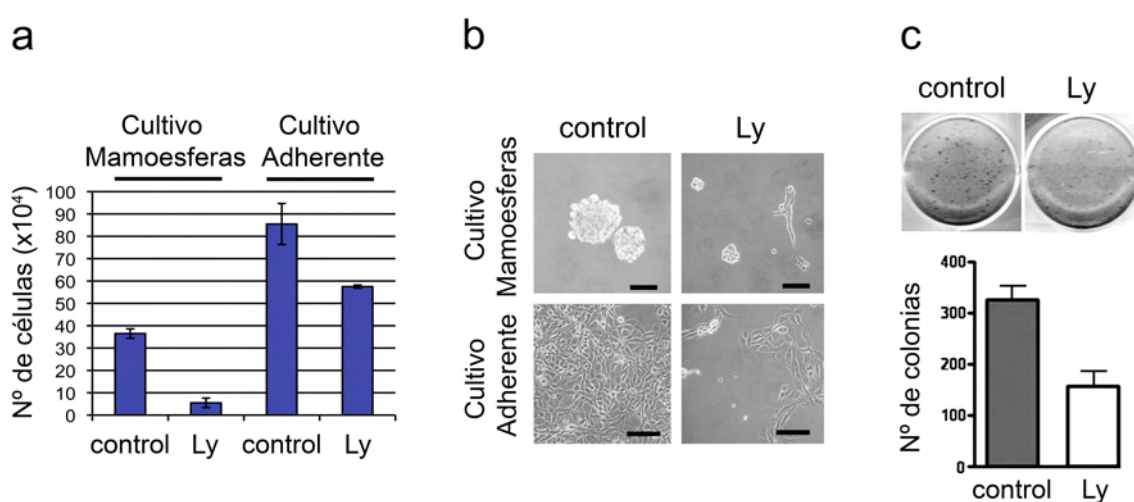 a
Cultivo
Mamoesferas
Cultivo
Adherente
Nº de células (x10⁴)
100
90
80
70
60
50
40
30
20
10
0
control
Ly
control
Ly
b
control
Ly
Cultivo
Mamoesferas
Cultivo
Adherente
c
control
Ly
Nº de colonias
400
300
200
100
0
control
Ly